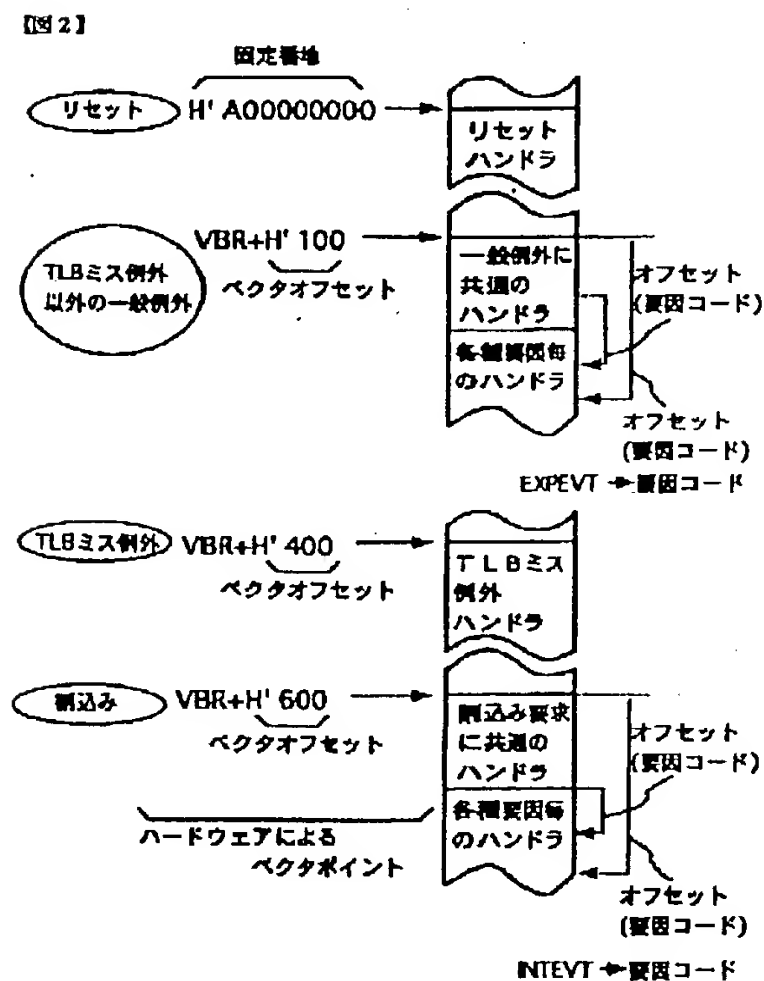 【図2】
固定番地
リセット
H' A00000000
リセット
ハンドラ
TLBミス例外
以外の一般例外
VBR+H' 100
ベクタオフセット
一般例外に
共通の
ハンドラ
各種要因毎
のハンドラ
オフセット
(要因コード)
オフセット
(要因コード)
EXPEVT → 要因コード
TLBミス例外
VBR+H' 400
ベクタオフセット
TLBミス
例外
ハンドラ
割込み
VBR+H' 600
ベクタオフセット
割込み要求
に共通の
ハンドラ
各種要因毎
のハンドラ
オフセット
(要因コード)
ハードウェアによる
ベクタポイント
オフセット
(要因コード)
INTEVT → 要因コード